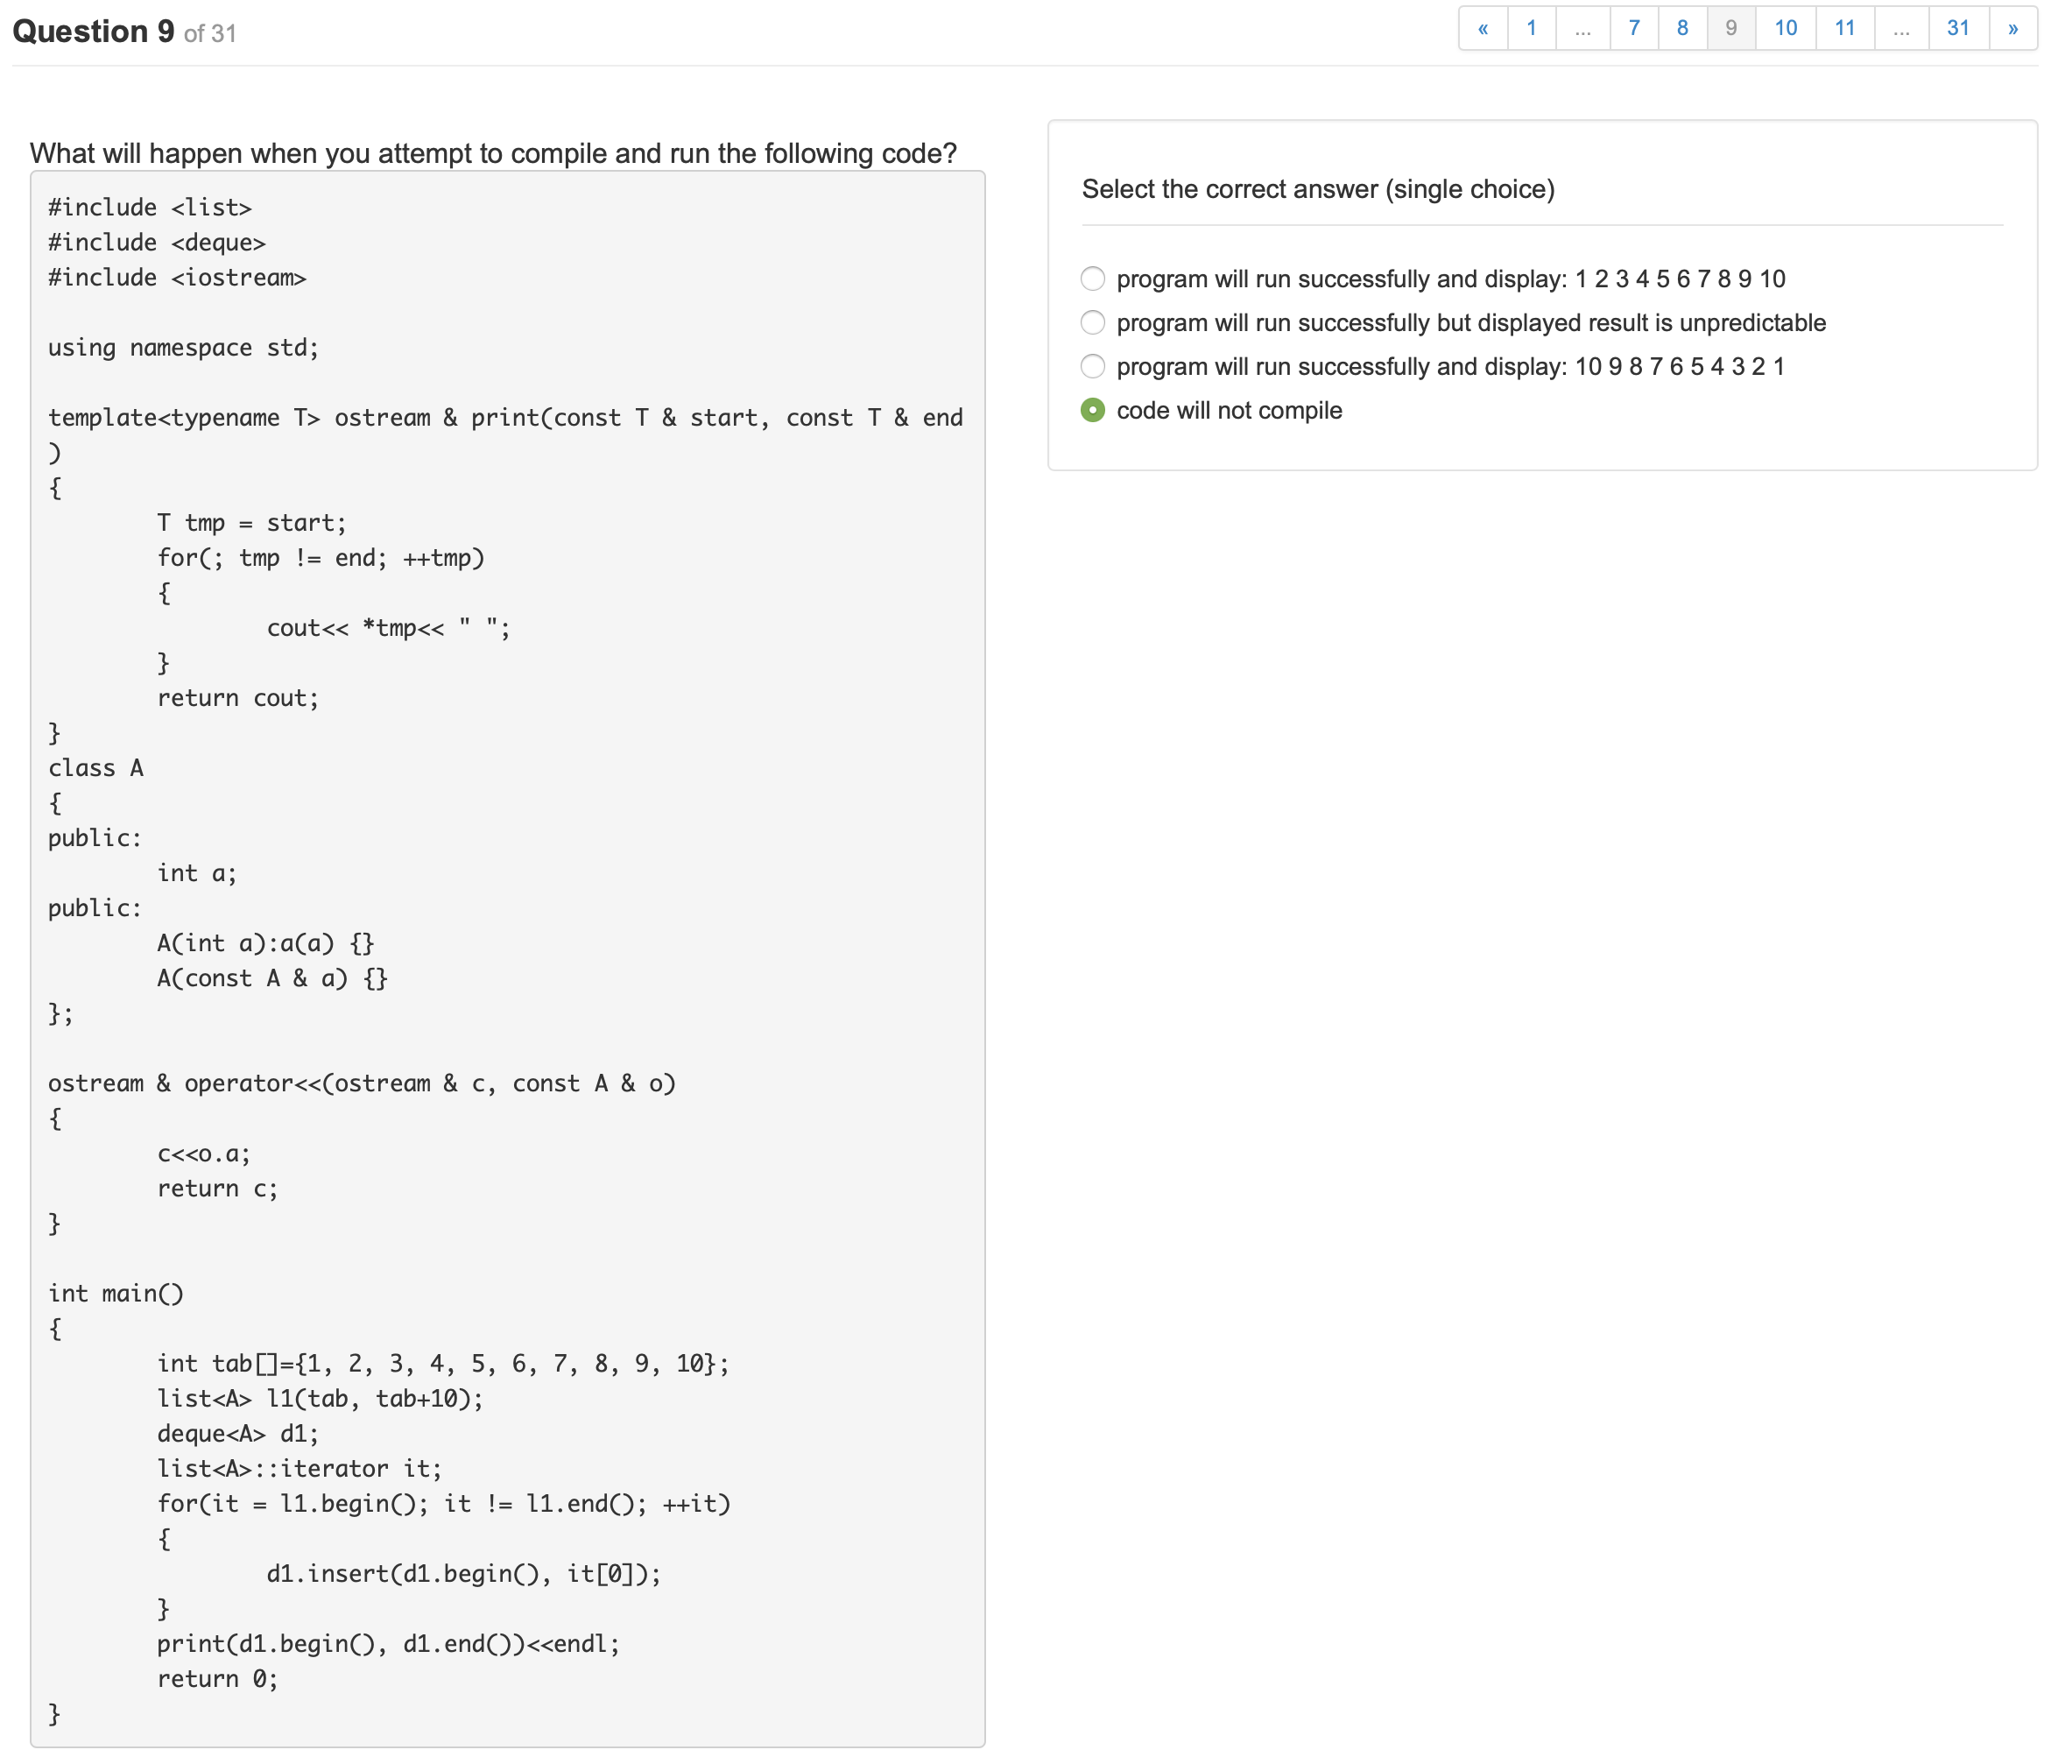 Question 9 of 31
« 1 ... 7 8 9 10 11 ... 31 »
What will happen when you attempt to compile and run the following code?
#include <list>
#include <deque>
#include <iostream>
using namespace std;
template<typename T> ostream & print(const T & start, const T & end
)
{
        T tmp = start;
        for(; tmp != end; ++tmp)
        {
                cout<< *tmp<< " ";
        }
        return cout;
}
class A
{
public:
        int a;
public:
        A(int a):a(a) {}
        A(const A & a) {}
};
ostream & operator<<(ostream & c, const A & o)
{
        c<<o.a;
        return c;
}
int main()
{
        int tab[]={1, 2, 3, 4, 5, 6, 7, 8, 9, 10};
        list<A> l1(tab, tab+10);
        deque<A> d1;
        list<A>::iterator it;
        for(it = l1.begin(); it != l1.end(); ++it)
        {
                d1.insert(d1.begin(), it[0]);
        }
        print(d1.begin(), d1.end())<<endl;
        return 0;
}
Select the correct answer (single choice)
program will run successfully and display: 1 2 3 4 5 6 7 8 9 10
program will run successfully but displayed result is unpredictable
program will run successfully and display: 10 9 8 7 6 5 4 3 2 1
code will not compile